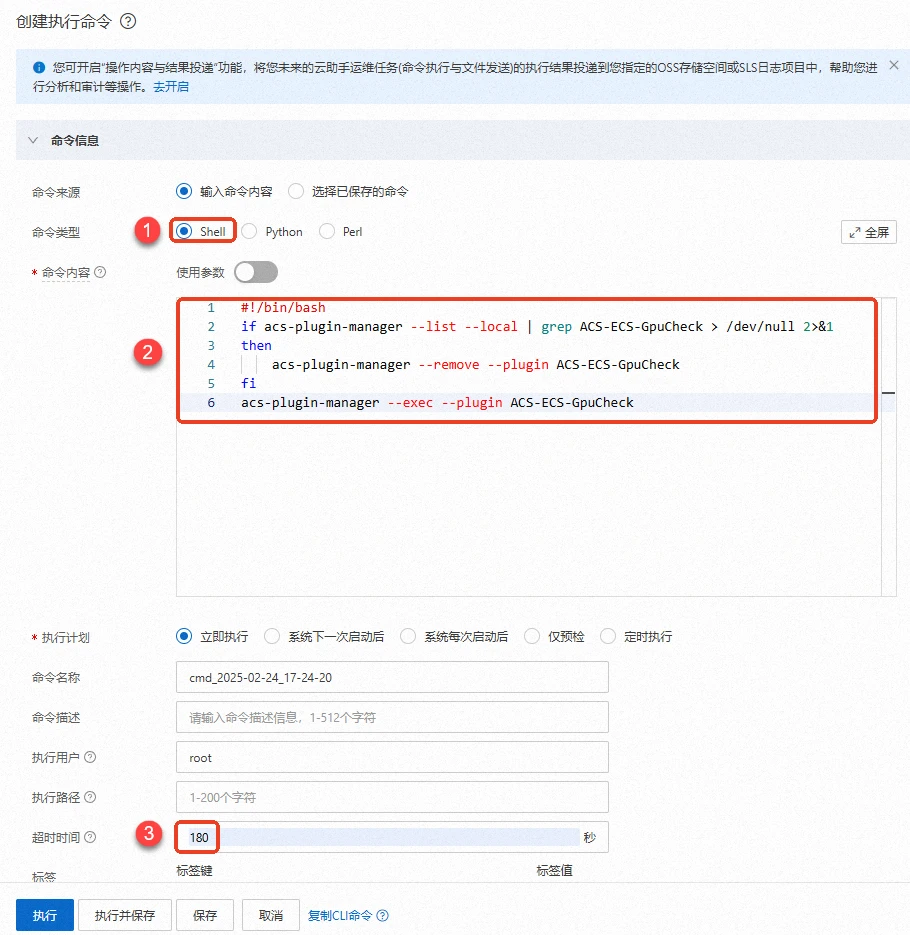 创建执行命令
您可开启“操作内容与结果投递”功能，将您未来的云助手运维任务(命令执行与文件发送)的执行结果投递到您指定的OSS存储空间或SLS日志项目中，帮助您进
行分析和审计等操作。去开启
命令信息
命令来源 输入命令内容 选择已保存的命令
命令类型 1 Shell Python Perl 全屏
* 命令内容 使用参数
2
1 #!/bin/bash
2 if acs-plugin-manager --list --local | grep ACS-ECS-GpuCheck > /dev/null 2>&1
3 then
4 acs-plugin-manager --remove --plugin ACS-ECS-GpuCheck
5 fi
6 acs-plugin-manager --exec --plugin ACS-ECS-GpuCheck
* 执行计划 立即执行 系统下一次启动后 系统每次启动后 仅预检 定时执行
命令名称 cmd_2025-02-24_17-24-20
命令描述 请输入命令描述信息，1-512个字符
执行用户 root
执行路径 1-200个字符
超时时间 3 180 秒
标签 标签键 标签值
执行 执行并保存 保存 取消 复制CLI命令